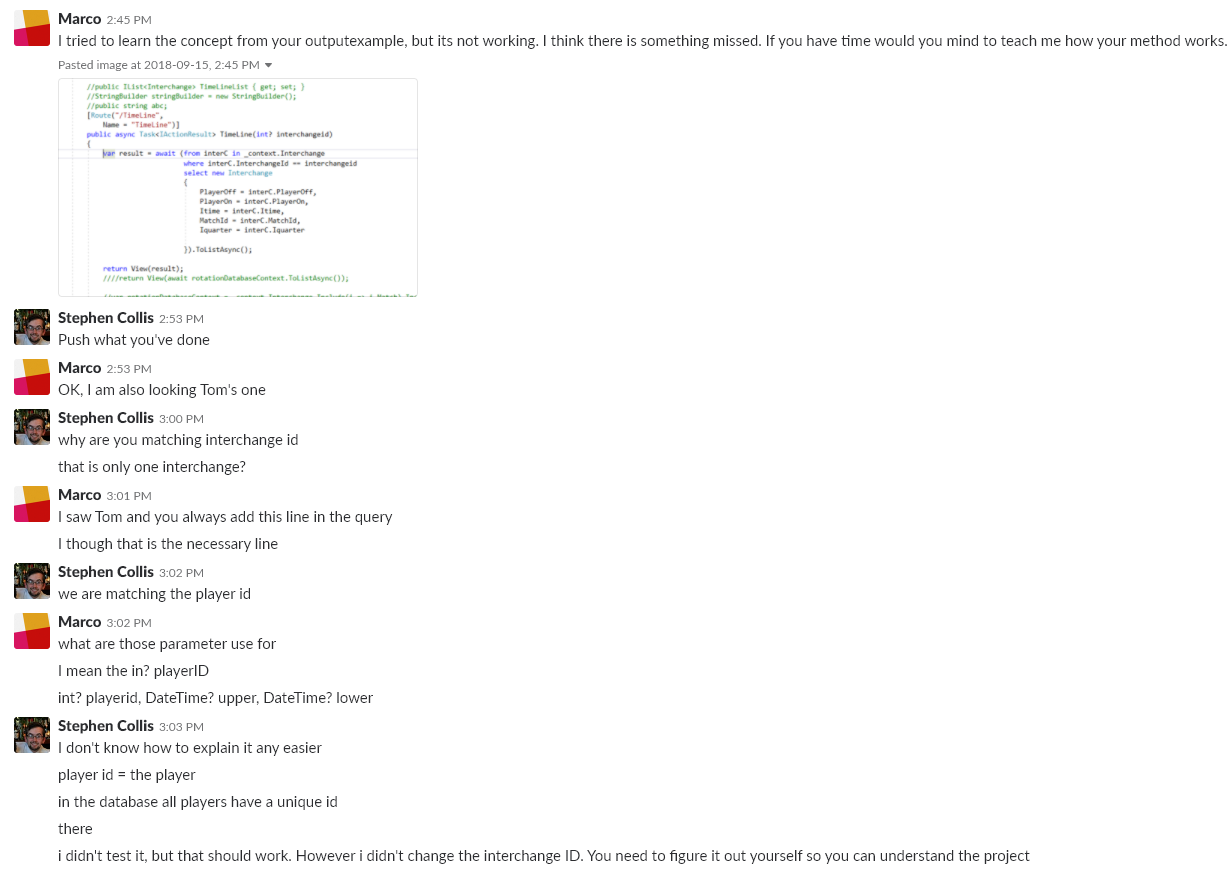 Marco 2:45 PM
I tried to learn the concept from your outputexample, but its not working. I think there is something missed. If you have time would you mind to teach me how your method works.
Pasted image at 2018-09-15, 2:45 PM
//public IList<Interchange> TimeLineList { get; set; }
//StringBuilder stringBuilder = new StringBuilder();
//public string abc;
[Route("/TimeLine",
Name = "TimeLine")]
public async Task<IActionResult> TimeLine(int? interchangeid)
{
var result = await (from interC in _context.Interchange
where interC.InterchangeId == interchangeid
select new Interchange
{
PlayerOff = interC.PlayerOff,
PlayerOn = interC.PlayerOn,
Itime = interC.Itime,
MatchId = interC.MatchId,
Iquarter = interC.Iquarter
}).ToListAsync();
return View(result);
////return View(await rotationDatabaseContext.ToListAsync());
Stephen Collis 2:53 PM
Push what you've done
Marco 2:53 PM
OK, I am also looking Tom's one
Stephen Collis 3:00 PM
why are you matching interchange id
that is only one interchange?
Marco 3:01 PM
I saw Tom and you always add this line in the query
I though that is the necessary line
Stephen Collis 3:02 PM
we are matching the player id
Marco 3:02 PM
what are those parameter use for
I mean the in? playerID
int? playerid, DateTime? upper, DateTime? lower
Stephen Collis 3:03 PM
I don't know how to explain it any easier
player id = the player
in the database all players have a unique id
there
i didn't test it, but that should work. However i didn't change the interchange ID. You need to figure it out yourself so you can understand the project